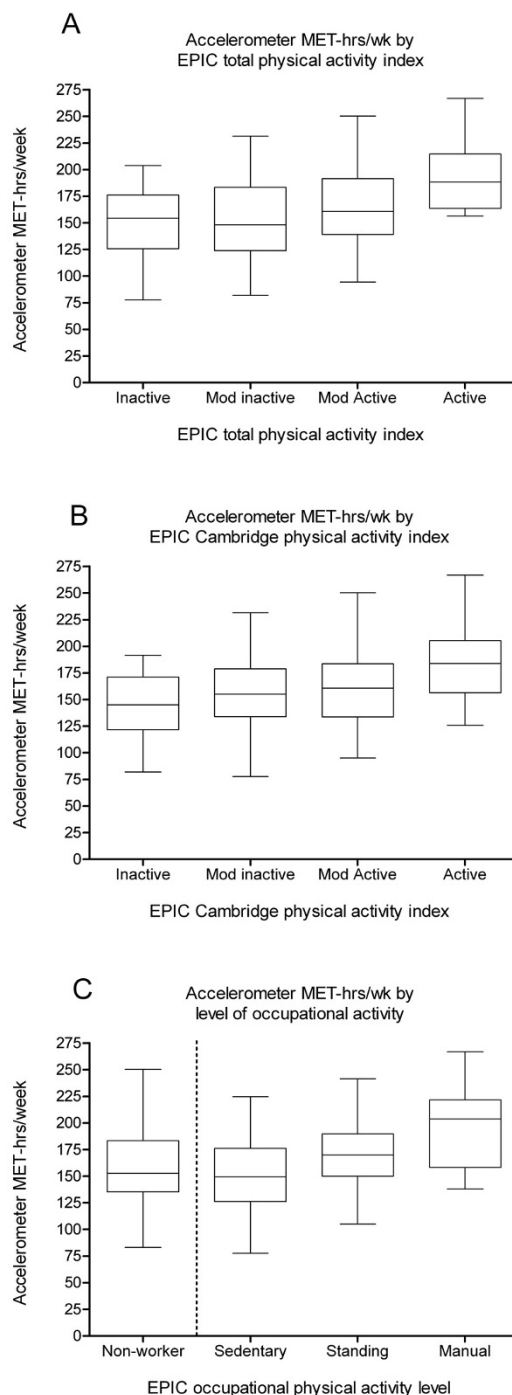 A
Accelerometer MET-hrs/wk by
EPIC total physical activity index
Accelerometer MET-hrs/week
275
250
225
200
175
150
125
100
75
50
25
0
Inactive Mod inactive Mod Active Active
EPIC total physical activity index
B
Accelerometer MET-hrs/wk by
EPIC Cambridge physical activity index
Accelerometer MET-hrs/week
275
250
225
200
175
150
125
100
75
50
25
0
Inactive Mod inactive Mod Active Active
EPIC Cambridge physical activity index
C
Accelerometer MET-hrs/wk by
level of occupational activity
Accelerometer MET-hrs/week
275
250
225
200
175
150
125
100
75
50
25
0
Non-worker Sedentary Standing Manual
EPIC occupational physical activity level